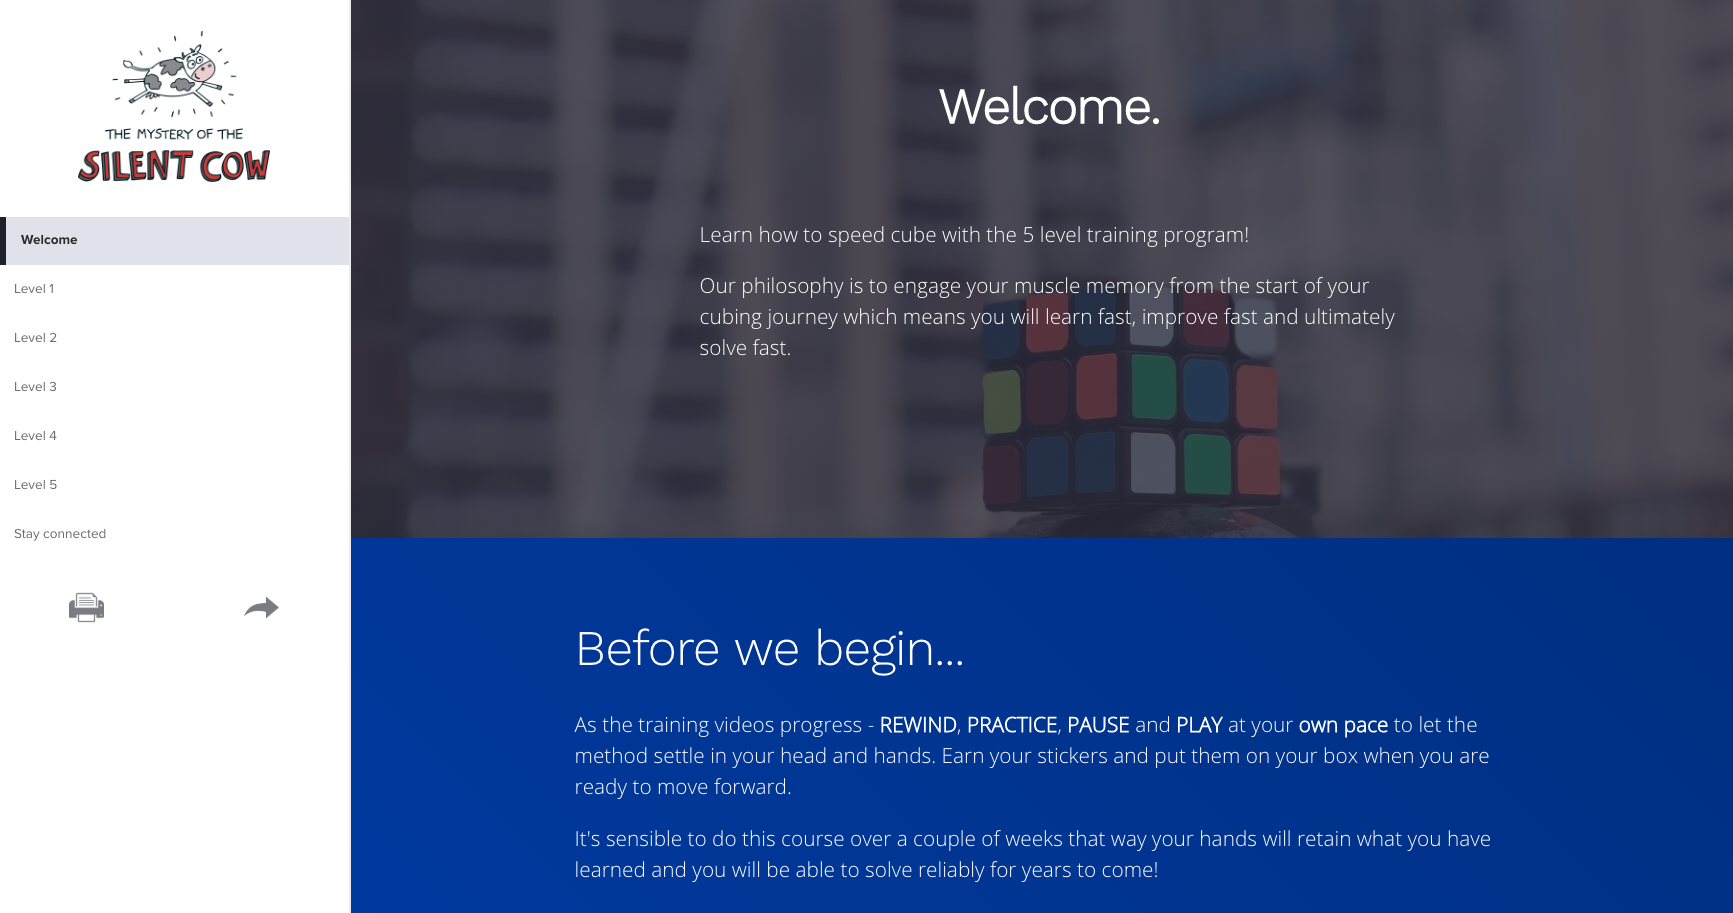 THE MYSTERY OF THE
SILENT COW
Welcome
Level 1
Level 2
Level 3
Level 4
Level 5
Stay connected
Welcome.
Learn how to speed cube with the 5 level training program!
Our philosophy is to engage your muscle memory from the start of your
cubing journey which means you will learn fast, improve fast and ultimately
solve fast.
Before we begin...
As the training videos progress - REWIND, PRACTICE, PAUSE and PLAY at your own pace to let the
method settle in your head and hands. Earn your stickers and put them on your box when you are
ready to move forward.
It's sensible to do this course over a couple of weeks that way your hands will retain what you have
learned and you will be able to solve reliably for years to come!